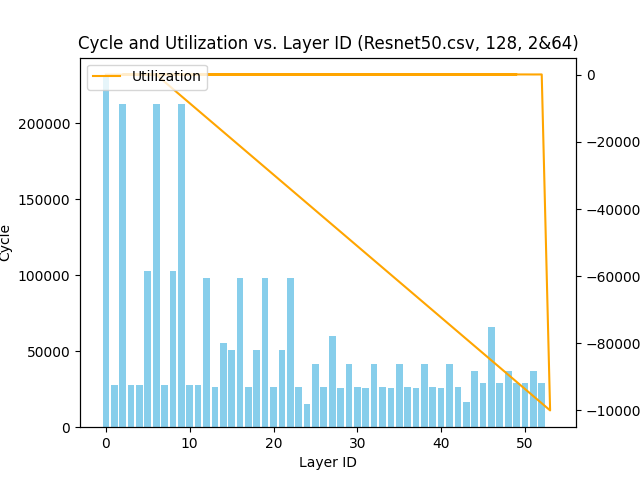 Cycle and Utilization vs. Layer ID (Resnet50.csv, 128, 2&64)
Utilization
Cycle
200000
150000
100000
50000
0
0
−20000
−40000
−60000
−80000
−100000
0 10 20 30 40 50
Layer ID